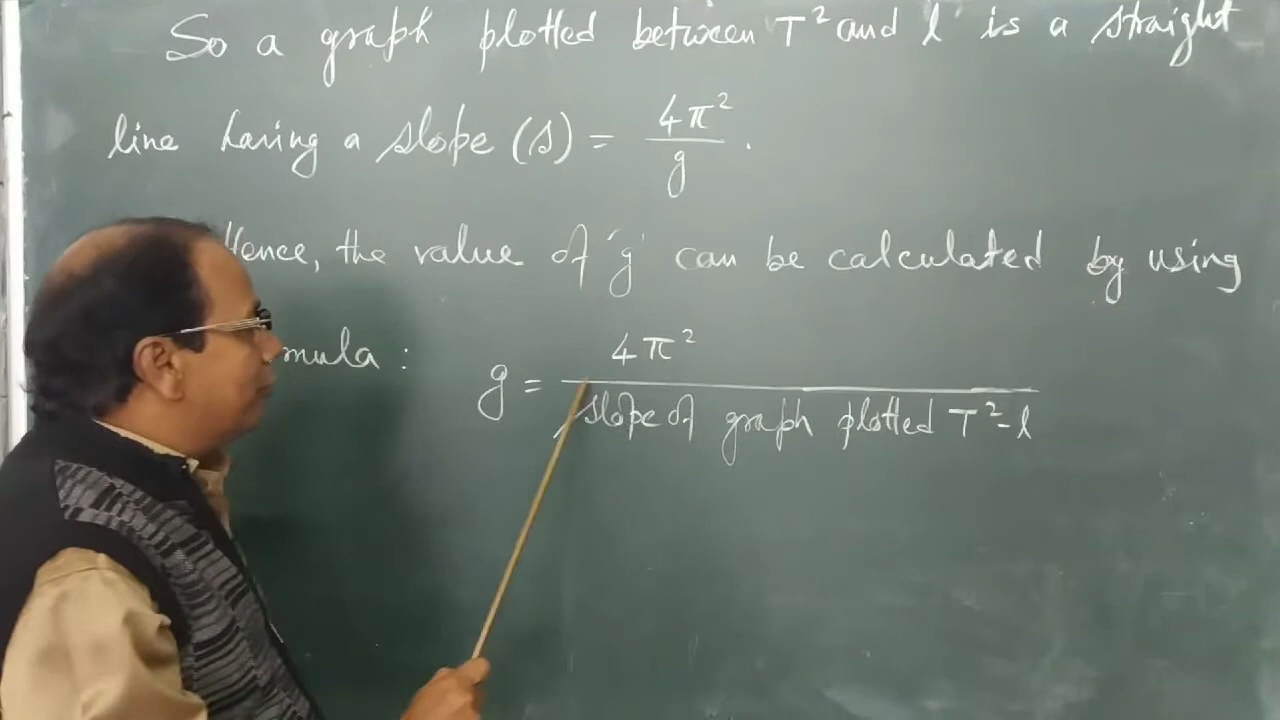 So a graph plotted between T² and l is a straight
line having a slope (s) = 4π²/g.
Hence, the value of 'g' can be calculated by using
mula : g = 4π² / slope of graph plotted T²-l